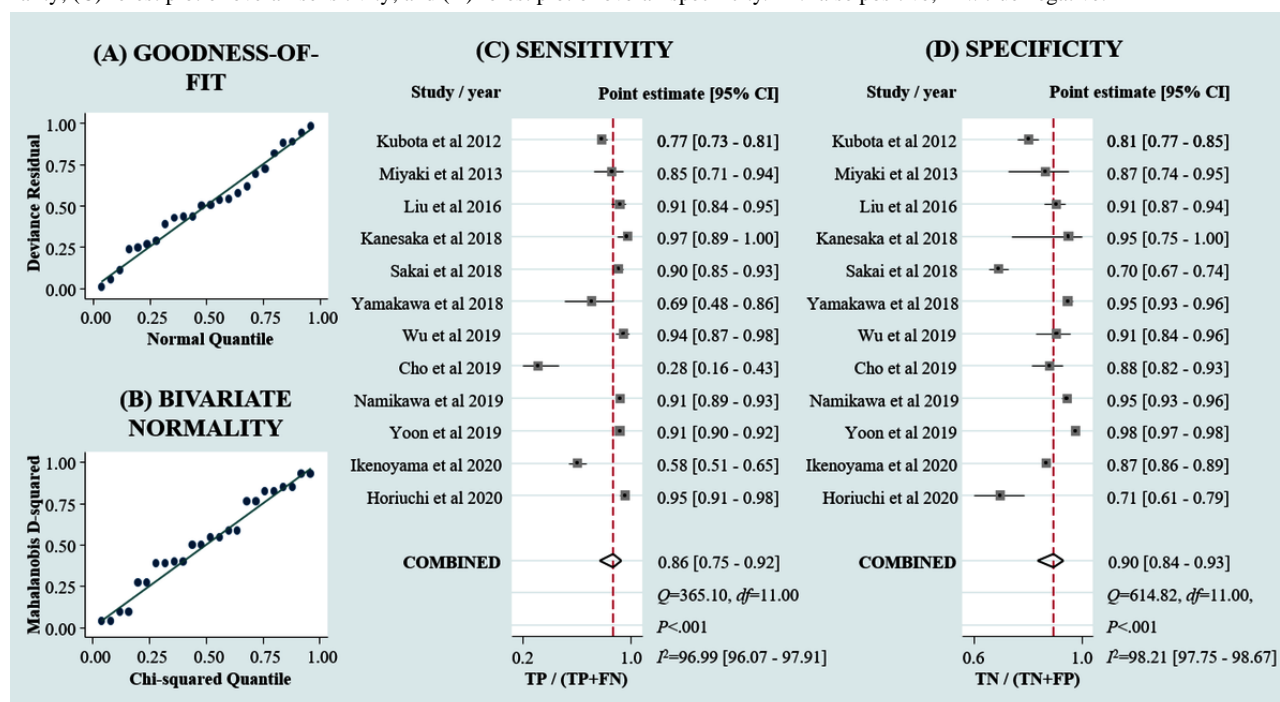 (A) GOODNESS-OF-
FIT
Deviance Residual
1.00
0.75
0.50
0.25
0.00
0.00 0.25 0.50 0.75 1.00
Normal Quantile
(B) BIVARIATE
NORMALITY
Mahalanobis D-squared
1.00
0.75
0.50
0.25
0.00
0.00 0.25 0.50 0.75 1.00
Chi-squared Quantile
(C) SENSITIVITY
Study / year Point estimate [95% CI]
Kubota et al 2012 0.77 [0.73 - 0.81]
Miyaki et al 2013 0.85 [0.71 - 0.94]
Liu et al 2016 0.91 [0.84 - 0.95]
Kanesaka et al 2018 0.97 [0.89 - 1.00]
Sakai et al 2018 0.90 [0.85 - 0.93]
Yamakawa et al 2018 0.69 [0.48 - 0.86]
Wu et al 2019 0.94 [0.87 - 0.98]
Cho et al 2019 0.28 [0.16 - 0.43]
Namikawa et al 2019 0.91 [0.89 - 0.93]
Yoon et al 2019 0.91 [0.90 - 0.92]
Ikenoyama et al 2020 0.58 [0.51 - 0.65]
Horiuchi et al 2020 0.95 [0.91 - 0.98]
COMBINED 0.86 [0.75 - 0.92]
Q=365.10, df=11.00
P<.001
I²=96.99 [96.07 - 97.91]
0.2 1.0
TP / (TP+FN)
(D) SPECIFICITY
Study / year Point estimate [95% CI]
Kubota et al 2012 0.81 [0.77 - 0.85]
Miyaki et al 2013 0.87 [0.74 - 0.95]
Liu et al 2016 0.91 [0.87 - 0.94]
Kanesaka et al 2018 0.95 [0.75 - 1.00]
Sakai et al 2018 0.70 [0.67 - 0.74]
Yamakawa et al 2018 0.95 [0.93 - 0.96]
Wu et al 2019 0.91 [0.84 - 0.96]
Cho et al 2019 0.88 [0.82 - 0.93]
Namikawa et al 2019 0.95 [0.93 - 0.96]
Yoon et al 2019 0.98 [0.97 - 0.98]
Ikenoyama et al 2020 0.87 [0.86 - 0.89]
Horiuchi et al 2020 0.71 [0.61 - 0.79]
COMBINED 0.90 [0.84 - 0.93]
Q=614.82, df=11.00,
P<.001
I²=98.21 [97.75 - 98.67]
0.6 1.0
TN / (TN+FP)